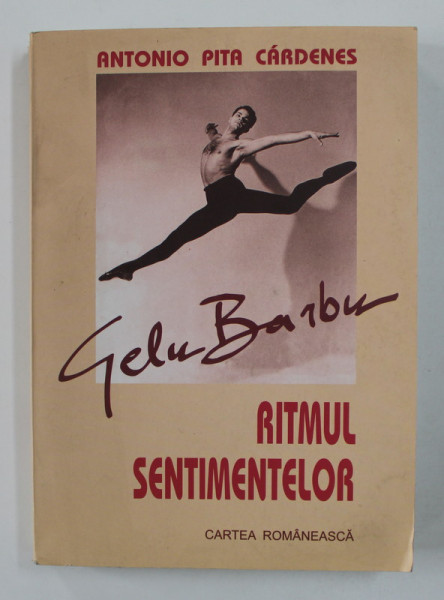 ANTONIO PITA CÁRDENES
Gelu Barbu
RITMUL
SENTIMENTELOR
CARTEA ROMÂNEASCĂ